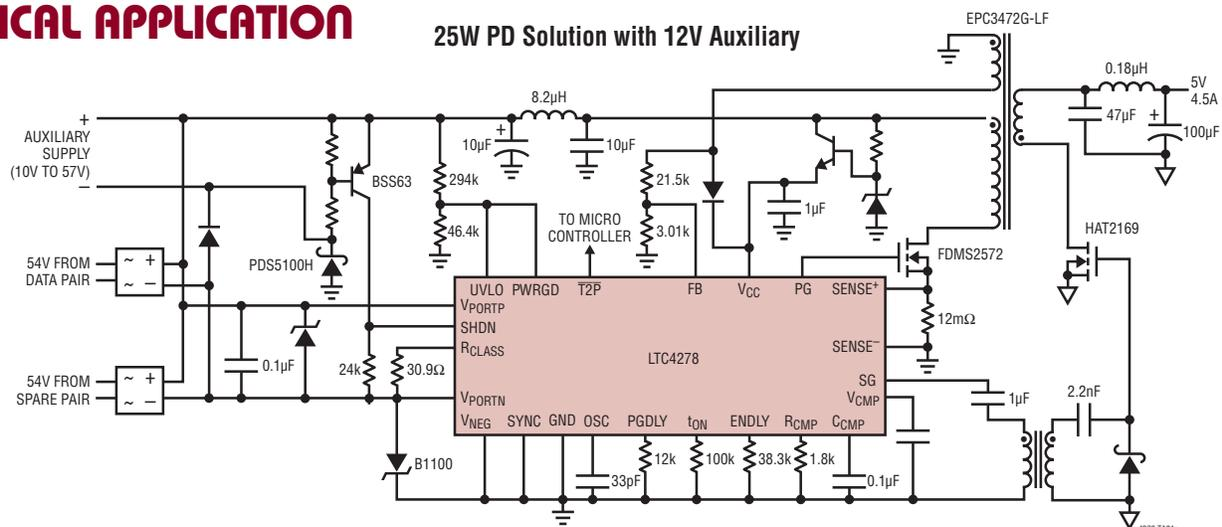 ICAL APPLICATION
25W PD Solution with 12V Auxiliary
EPC3472G-LF
+
AUXILIARY
SUPPLY
(10V TO 57V)
–
54V FROM
DATA PAIR
~ +
~ –
54V FROM
SPARE PAIR
~ +
~ –
PDS5100H
BSS63
0.1µF
24k
30.9Ω
B1100
294k
46.4k
+
10µF
8.2µH
10µF
TO MICRO
CONTROLLER
21.5k
3.01k
1µF
FDMS2572
12mΩ
0.18µH
5V
4.5A
47µF
+
100µF
HAT2169
UVLO PWRGD T2P FB VCC PG SENSE+
VPORTP
SHDN
RCLASS
LTC4278
SENSE–
SG
VPORTN
VCMP
VNEG SYNC GND OSC PGDLY tON ENDLY RCMP CCMP
33pF
12k
100k
38.3k
1.8k
0.1µF
1µF
2.2nF